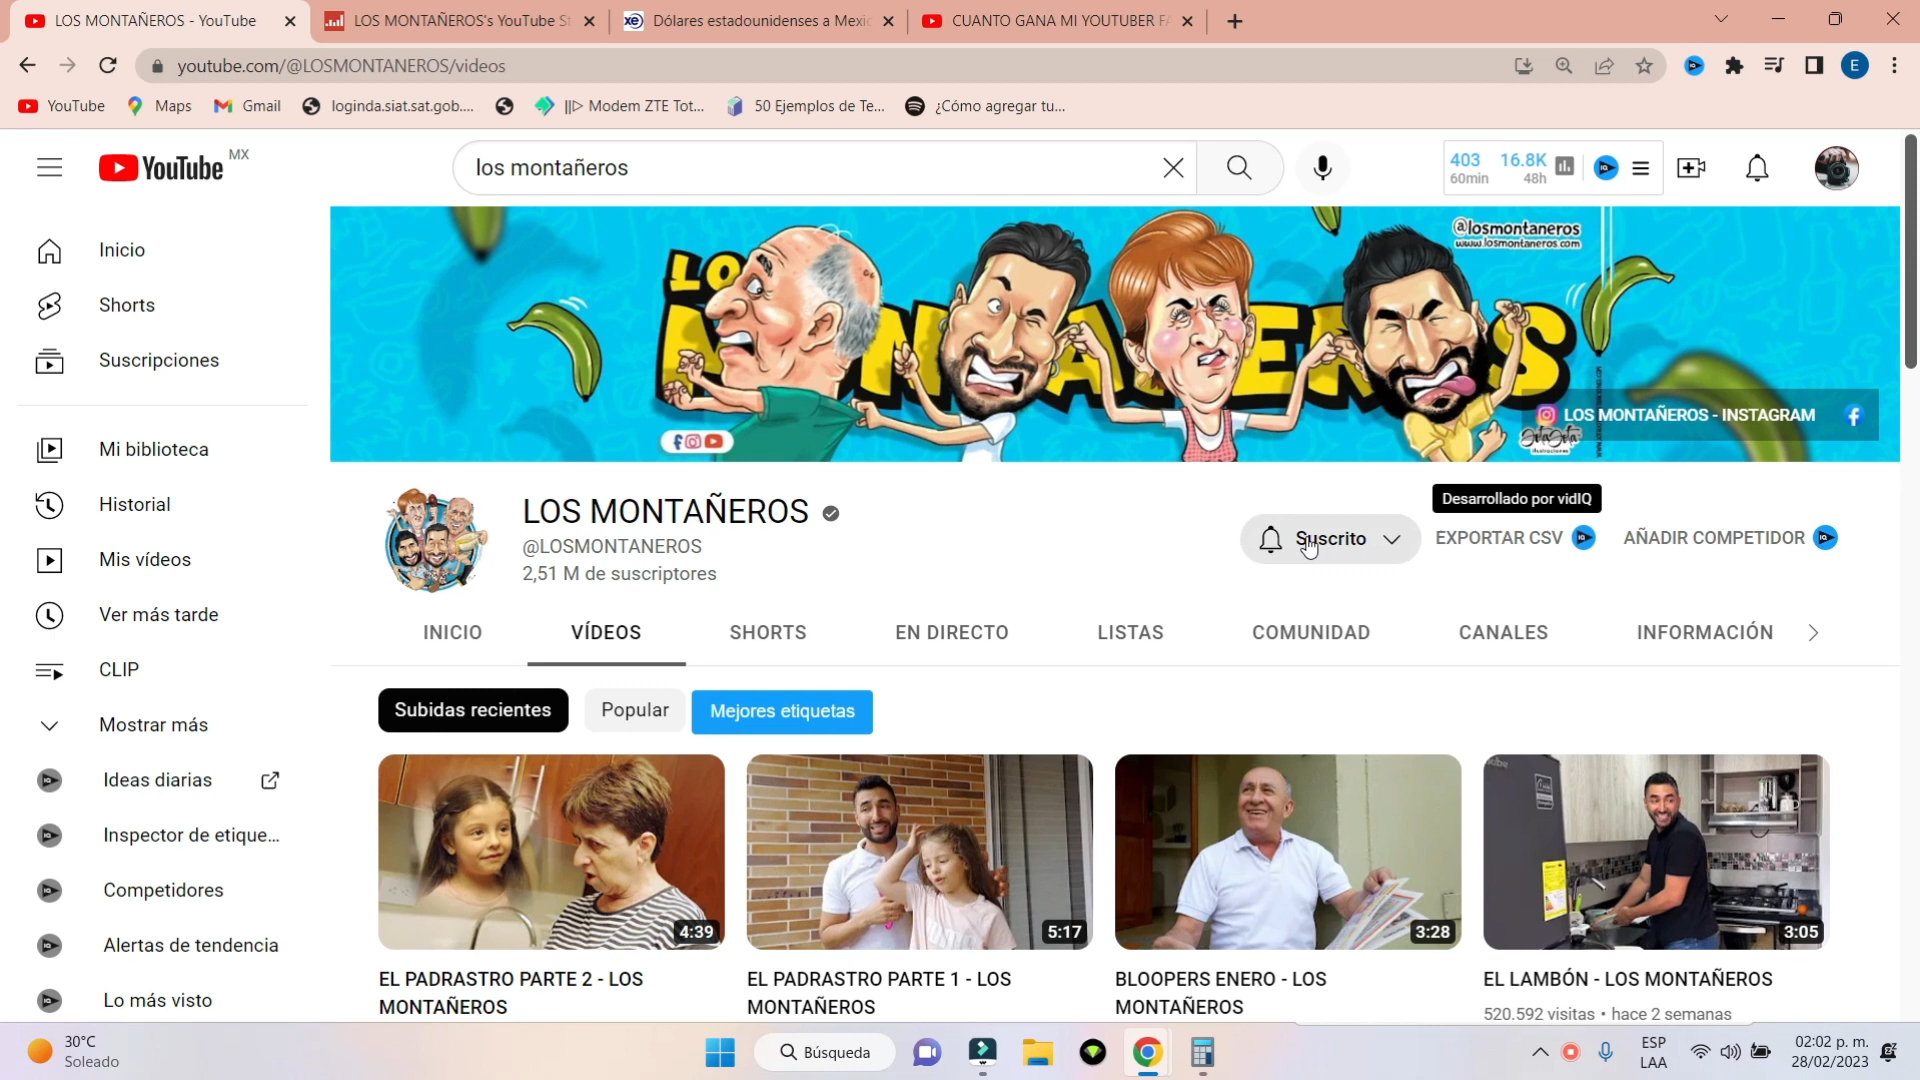 LOS MONTAÑEROS - YouTube
LOS MONTAÑEROS's YouTube St
Dólares estadounidenses a Mexic
CUANTO GANA MI YOUTUBER FA
youtube.com/@LOSMONTANEROS/videos
E
YouTube
Maps
Gmail
loginda.siat.sat.gob....
||▷ Modem ZTE Tot...
50 Ejemplos de Te...
¿Cómo agregar tu...
YouTube MX
los montañeros
403
60min
16.8K
48h
Inicio
Shorts
Suscripciones
Mi biblioteca
Historial
Mis vídeos
Ver más tarde
CLIP
Mostrar más
Ideas diarias
Inspector de etique...
Competidores
Alertas de tendencia
Lo más visto
@losmontaneros
www.losmontaneros.com
LOS MONTAÑEROS
LOS MONTAÑEROS - INSTAGRAM
LOS MONTAÑEROS
@LOSMONTANEROS
2,51 M de suscriptores
Suscrito
Desarrollado por vidIQ
EXPORTAR CSV
AÑADIR COMPETIDOR
INICIO
VÍDEOS
SHORTS
EN DIRECTO
LISTAS
COMUNIDAD
CANALES
INFORMACIÓN
Subidas recientes
Popular
Mejores etiquetas
4:39
5:17
3:28
3:05
EL PADRASTRO PARTE 2 - LOS
MONTAÑEROS
EL PADRASTRO PARTE 1 - LOS
MONTAÑEROS
BLOOPERS ENERO - LOS
MONTAÑEROS
EL LAMBÓN - LOS MONTAÑEROS
520.592 visitas • hace 2 semanas
30°C
Soleado
Búsqueda
ESP
LAA
02:02 p. m.
28/02/2023